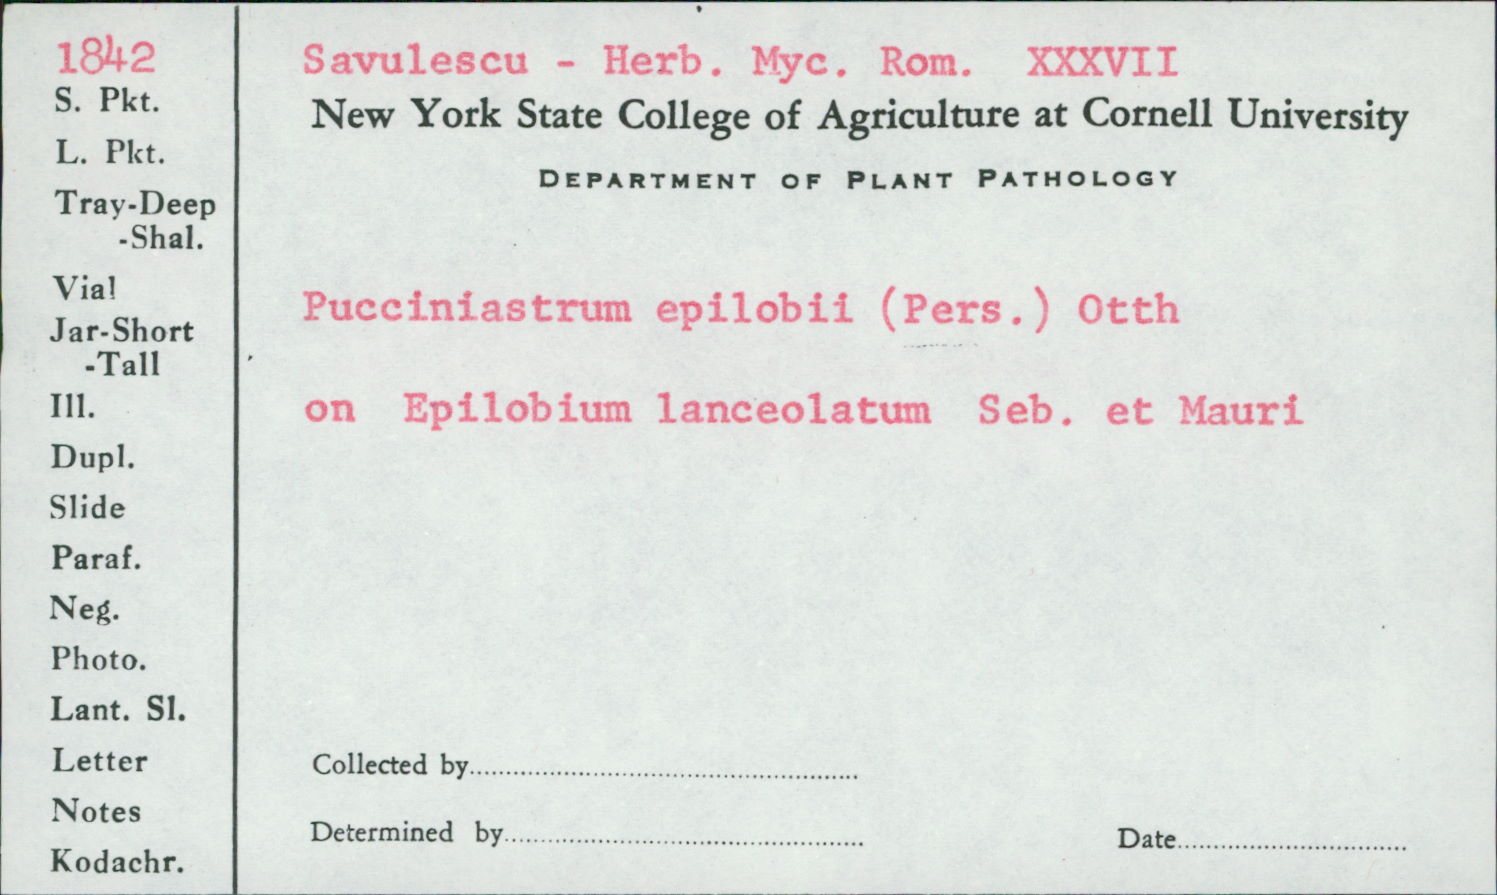 1842
S. Pkt.
L. Pkt.
Tray-Deep
-Shal.
Vial
Jar-Short
-Tall
Ill.
Dupl.
Slide
Paraf.
Neg.
Photo.
Lant. Sl.
Letter
Notes
Kodachr.
Savulescu - Herb. Myc. Rom. XXXVII
New York State College of Agriculture at Cornell University
DEPARTMENT OF PLANT PATHOLOGY
Pucciniastrum epilobii (Pers.) Otth
on Epilobium lanceolatum Seb. et Mauri
Collected by
Determined by
Date